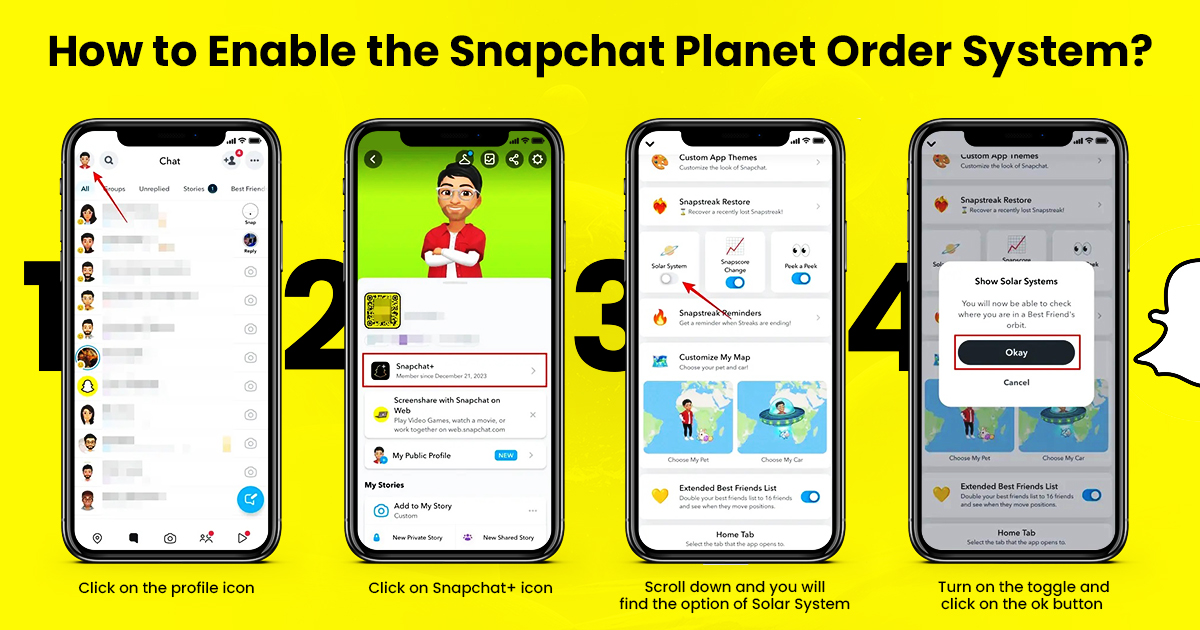 How to Enable the Snapchat Planet Order System?
1
Chat
4
All Groups Unreplied Stories 1 Best Friend
Snap
Reply
Click on the profile icon
2
Snapchat+
Member since December 21, 2023
Screenshare with Snapchat on
Web
Play Video Games, watch a movie, or
work together on web.snapchat.com
My Public Profile NEW
My Stories
Add to My Story
Custom
New Private Story New Shared Story
Click on Snapchat+ icon
3
Custom App Themes
Customize the look of Snapchat.
Snapstreak Restore
Recover a recently lost Snapstreak!
Solar System
Snapscore
Change
Peek a Peek
Snapstreak Reminders
Get a reminder when Streaks are ending!
Customize My Map
Choose your pet and car!
Choose My Pet Choose My Car
Extended Best Friends List
Double your best friends list to 16 friends
and see when they move positions.
Home Tab
Select the tab that the app opens to.
Scroll down and you will
find the option of Solar System
4
Custom App Themes
Customize the look of Snapchat.
Snapstreak Restore
Recover a recently lost Snapstreak!
Show Solar Systems
You will now be able to check
where you are in a Best Friend's
orbit.
Okay
Cancel
Choose My Pet Choose My Car
Extended Best Friends List
Double your best friends list to 16 friends
and see when they move positions.
Home Tab
Select the tab that the app opens to.
Turn on the toggle and
click on the ok button